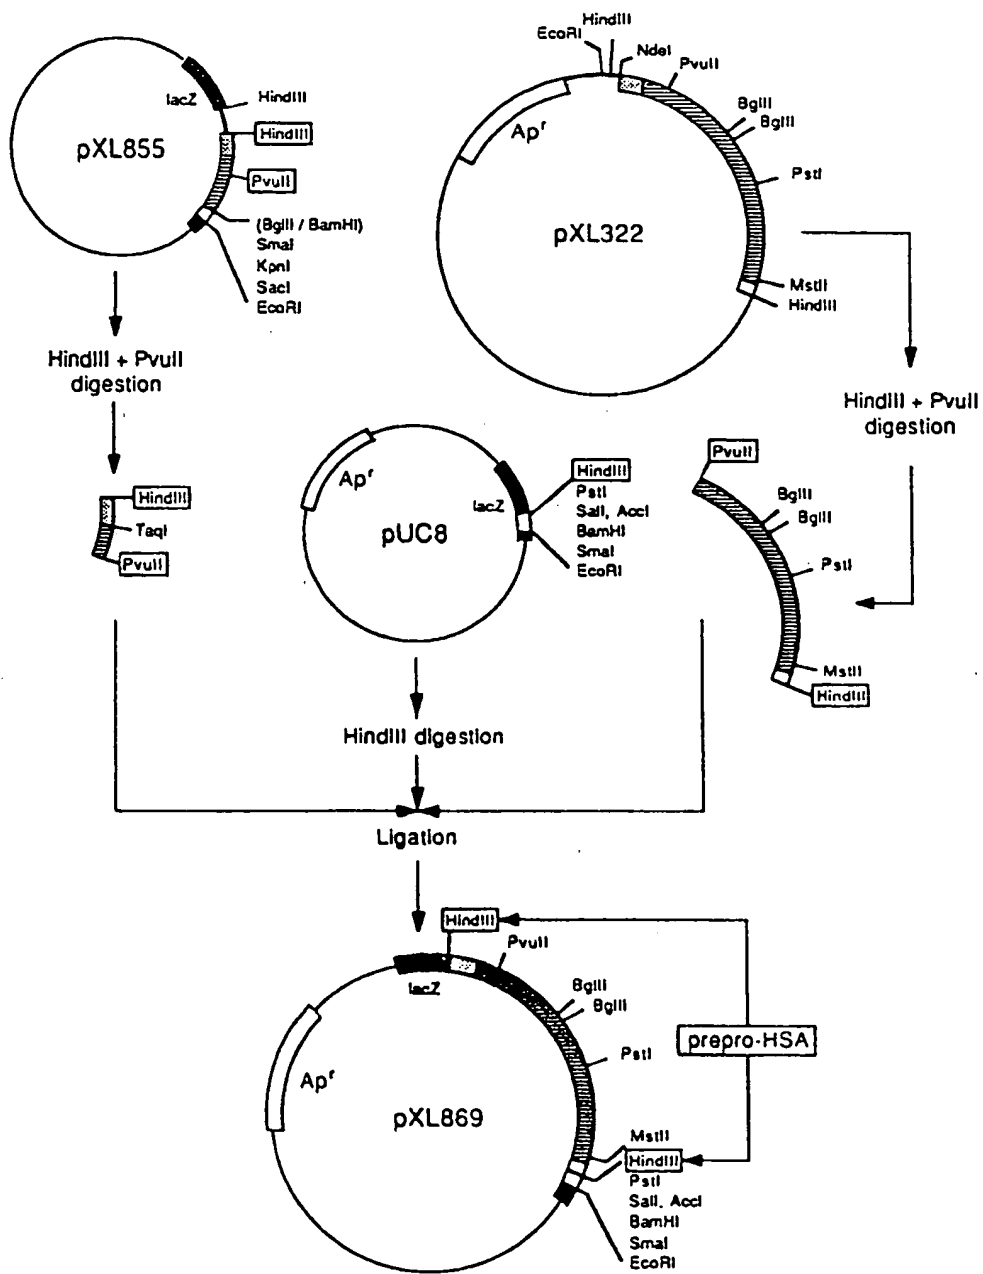 lacZ
HindIII
HindIII
pXL855
PvuII
(BglII / BamHI)
SmaI
KpnI
SacI
EcoRI
HindIII + PvuII
digestion
HindIII
TaqI
PvuII
HindIII
EcoRI
NdeI
PvuII
Apr
BglII
BglII
PstI
pXL322
MstII
HindIII
HindIII + PvuII
digestion
PvuII
BglII
BglII
PstI
MstII
HindIII
Apr
lacZ
pUC8
HindIII
PstI
SalI, AccI
BamHI
SmaI
EcoRI
HindIII digestion
Ligation
HindIII
PvuII
lacZ
BglII
BglII
PstI
prepro-HSA
Apr
pXL869
MstII
HindIII
PstI
SalI, AccI
BamHI
SmaI
EcoRI